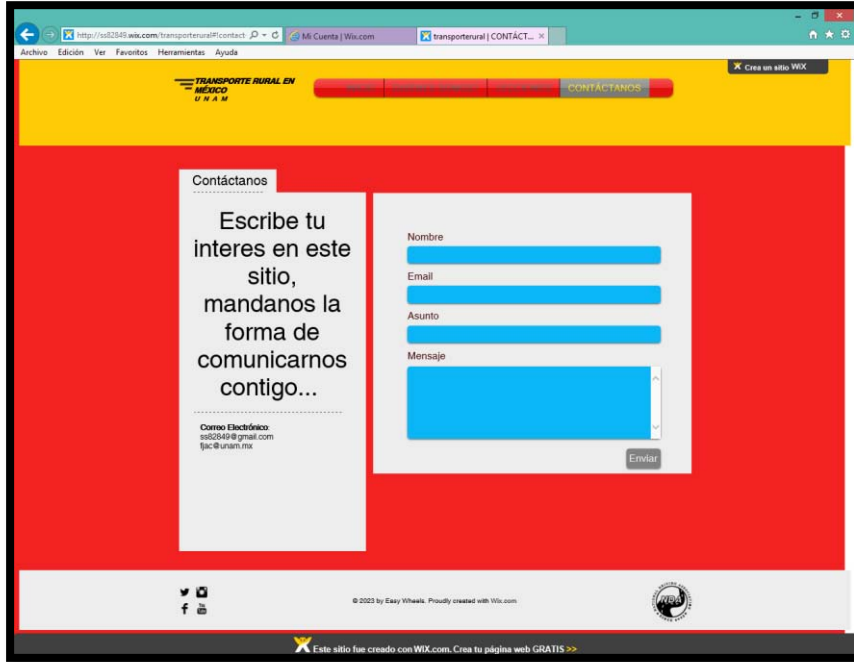 http://ss82849.wix.com/transporterural#!contact
Mi Cuenta | Wix.com
transporterural | CONTÁCT...
Archivo Edición Ver Favoritos Herramientas Ayuda
Crea un sitio WiX
TRANSPORTE RURAL EN
MÉXICO
UNAM
CONTÁCTANOS
Contáctanos
Escribe tu
interes en este
sitio,
mandanos la
forma de
comunicarnos
contigo...
Correo Electrónico:
ss82849@gmail.com
fjac@unam.mx
Nombre
Email
Asunto
Mensaje
Enviar
© 2023 by Easy Wheels. Proudly created with Wix.com
NDA
Este sitio fue creado con WIX.com. Crea tu página web GRATIS >>